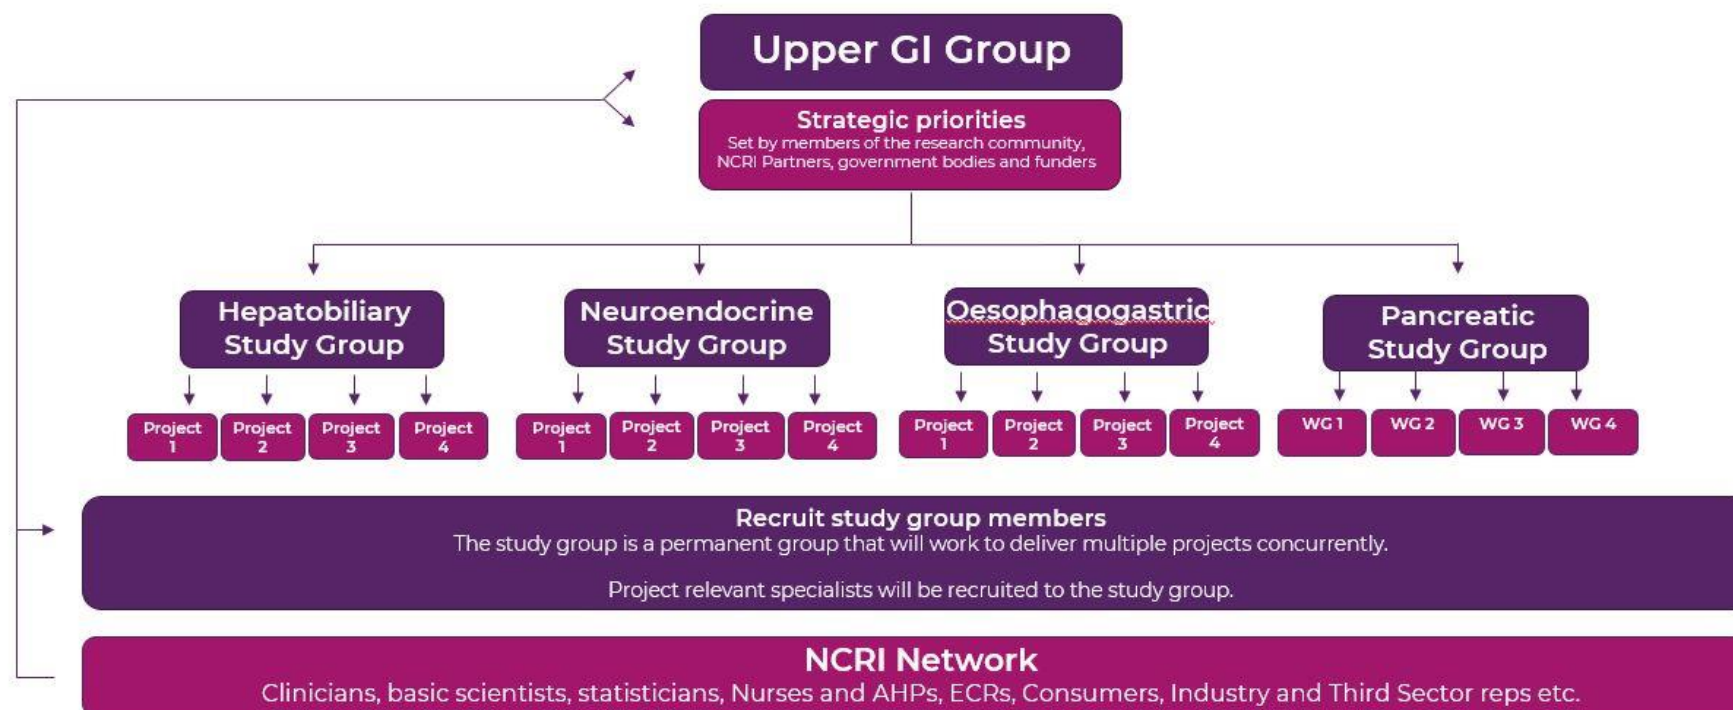 Upper GI Group
Strategic priorities
Set by members of the research community,
NCRI Partners, government bodies and funders
Hepatobiliary
Study Group
Neuroendocrine
Study Group
Oesophagogastric
Study Group
Pancreatic
Study Group
Project
1
Project
2
Project
3
Project
4
Project
1
Project
2
Project
3
Project
4
Project
1
Project
2
Project
3
Project
4
WG 1
WG 2
WG 3
WG 4
Recruit study group members
The study group is a permanent group that will work to deliver multiple projects concurrently.
Project relevant specialists will be recruited to the study group.
NCRI Network
Clinicians, basic scientists, statisticians, Nurses and AHPs, ECRs, Consumers, Industry and Third Sector reps etc.